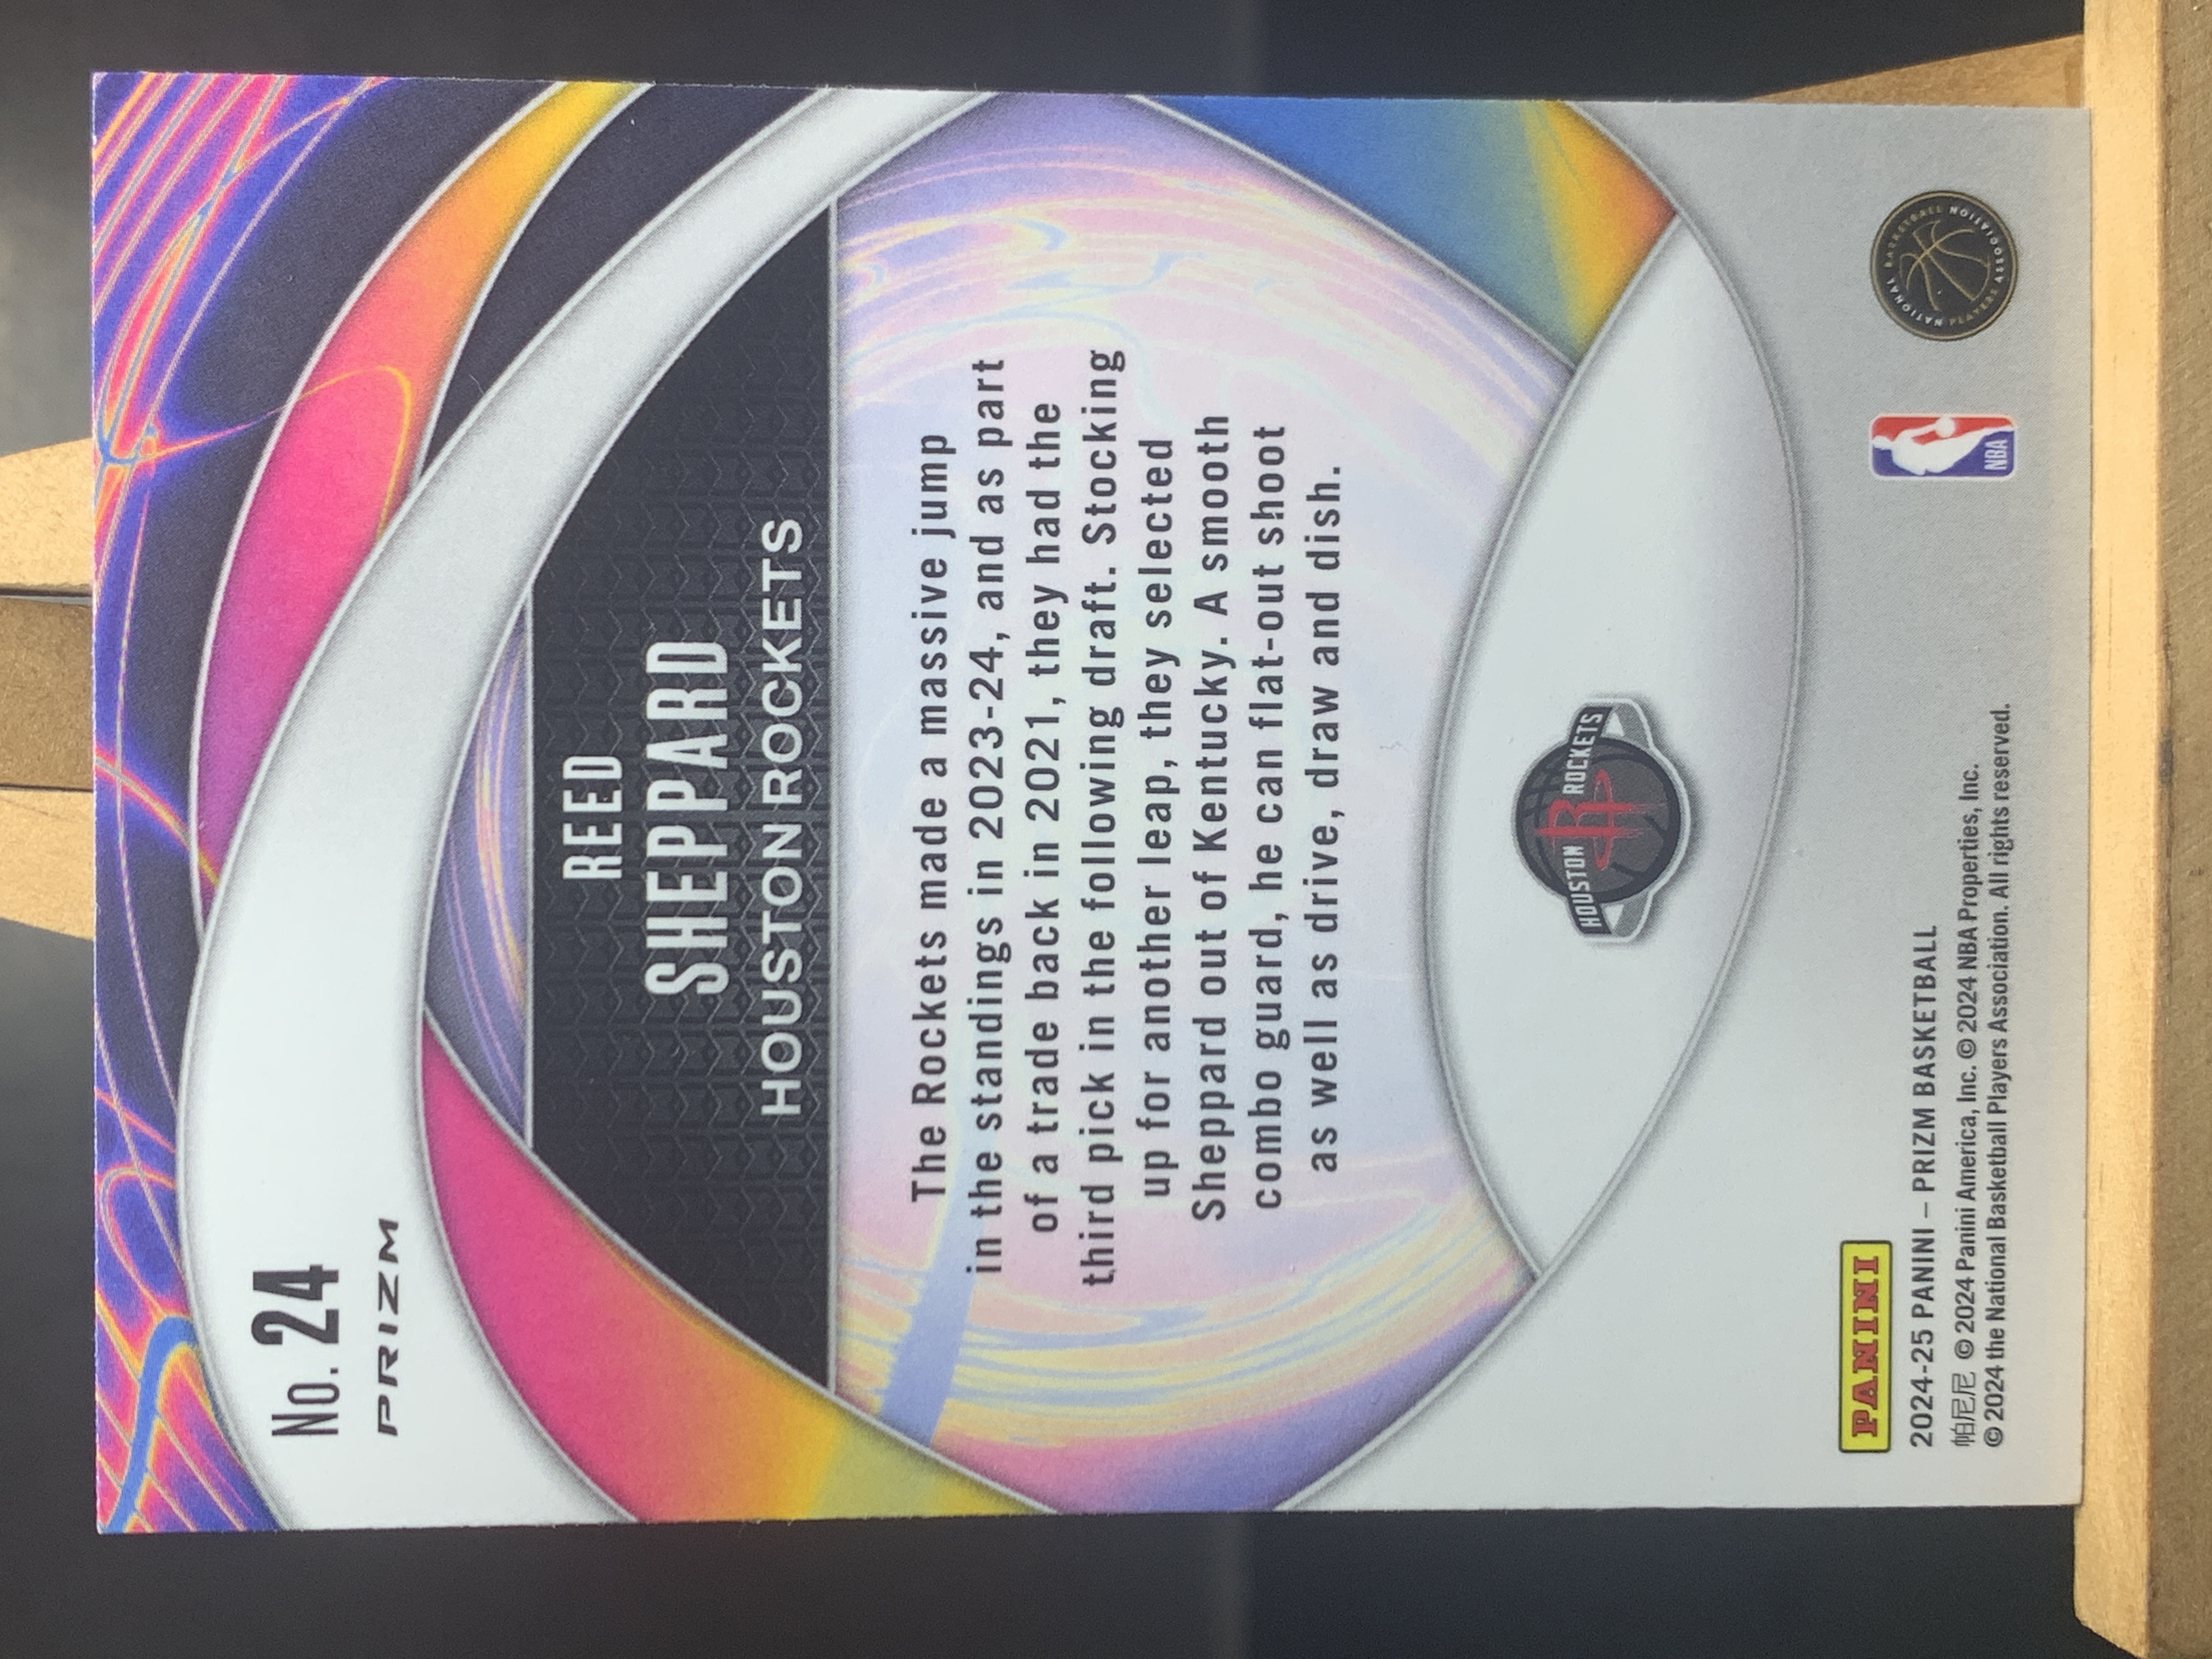 No. 24
PRIZM
REED
SHEPPARD
HOUSTON ROCKETS
The Rockets made a massive jump
in the standings in 2023-24, and as part
of a trade back in 2021, they had the
third pick in the following draft. Stocking
up for another leap, they selected
Sheppard out of Kentucky. A smooth
combo guard, he can flat-out shoot
as well as drive, draw and dish.
HOUSTON R ROCKETS
PANINI
2024-25 PANINI – PRIZM BASKETBALL
帕尼尼 © 2024 Panini America, Inc. © 2024 NBA Properties, Inc.
© 2024 the National Basketball Players Association. All rights reserved.
NBA
NATIONAL BASKETBALL PLAYERS ASSOCIATION